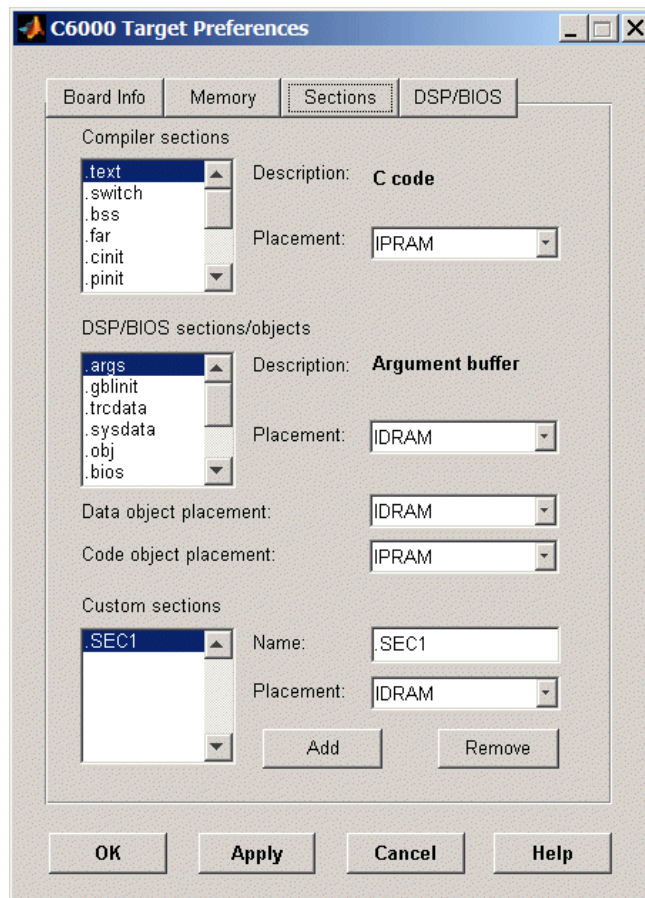 C6000 Target Preferences
Board Info Memory Sections DSP/BIOS
Compiler sections
.text
.switch
.bss
.far
.cinit
.pinit
Description: C code
Placement: IPRAM
DSP/BIOS sections/objects
.args
.gblinit
.trcdata
.sysdata
.obj
.bios
Description: Argument buffer
Placement: IDRAM
Data object placement: IDRAM
Code object placement: IPRAM
Custom sections
.SEC1
Name: .SEC1
Placement: IDRAM
Add Remove
OK Apply Cancel Help